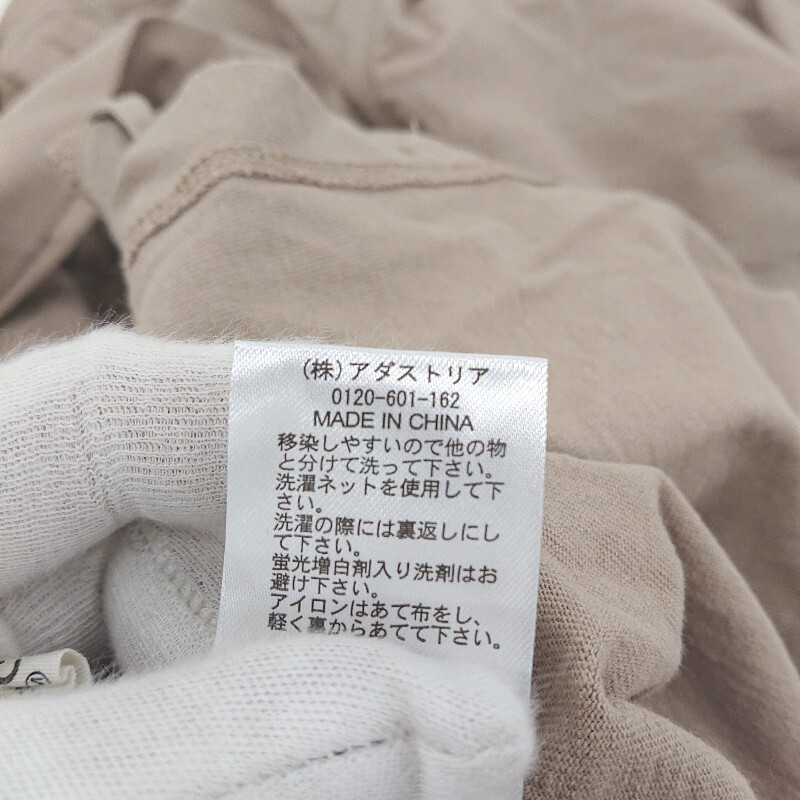 (株)アダストリア
0120-601-162
MADE IN CHINA
移染しやすいので他の物
と分けて洗って下さい。
洗濯ネットを使用して下
さい。
洗濯の際には裏返しにし
て下さい。
蛍光増白剤入り洗剤はお
避け下さい。
アイロンはあて布をし、
軽く裏からあてて下さい。